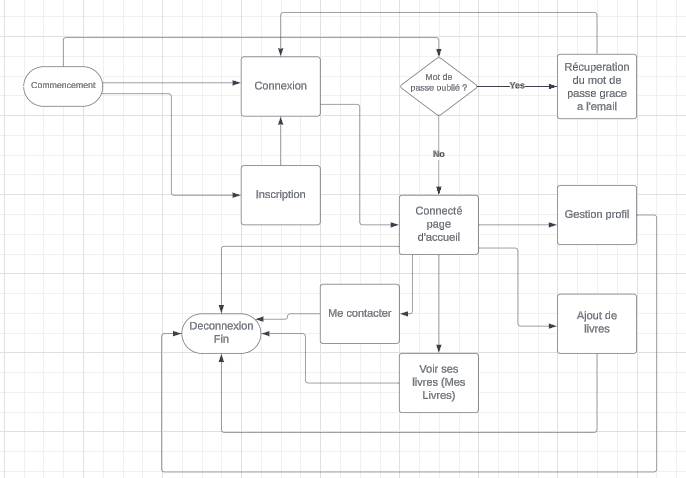 Commencement
Connexion
Mot de
passe oublié ?
Yes
Récuperation
du mot de
passe grace
a l'email
No
Inscription
Connecté
page
d'accueil
Gestion profil
Me contacter
Ajout de
livres
Deconnexion
Fin
Voir ses
livres (Mes
Livres)